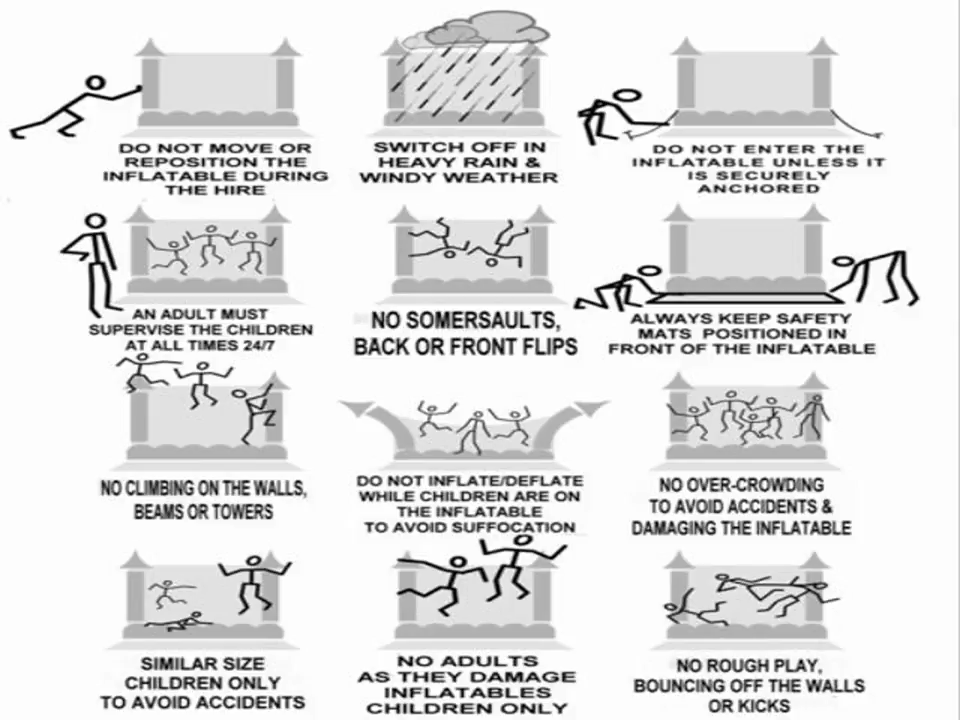 DO NOT MOVE OR
REPOSITION THE
INFLATABLE DURING
THE HIRE
SWITCH OFF IN
HEAVY RAIN &
WINDY WEATHER
DO NOT ENTER THE
INFLATABLE UNLESS IT
IS SECURELY
ANCHORED
AN ADULT MUST
SUPERVISE THE CHILDREN
AT ALL TIMES 24/7
NO SOMERSAULTS,
BACK OR FRONT FLIPS
ALWAYS KEEP SAFETY
MATS POSITIONED IN
FRONT OF THE INFLATABLE
NO CLIMBING ON THE WALLS,
BEAMS OR TOWERS
DO NOT INFLATE/DEFLATE
WHILE CHILDREN ARE ON
THE INFLATABLE
TO AVOID SUFFOCATION
NO OVER-CROWDING
TO AVOID ACCIDENTS &
DAMAGING THE INFLATABLE
SIMILAR SIZE
CHILDREN ONLY
TO AVOID ACCIDENTS
NO ADULTS
AS THEY DAMAGE
INFLATABLES
CHILDREN ONLY
NO ROUGH PLAY,
BOUNCING OFF THE WALLS
OR KICKS